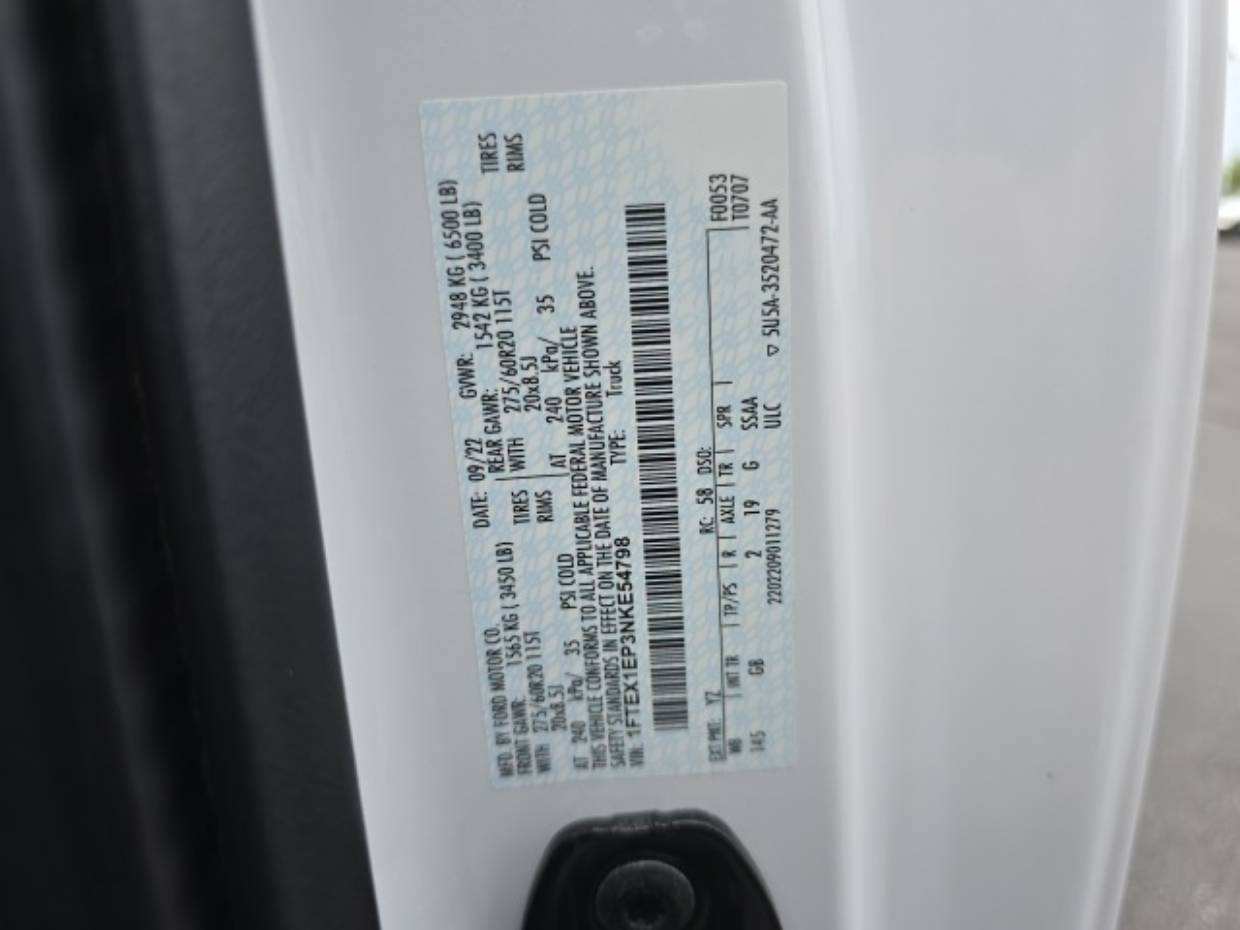 MFD. BY FORD MOTOR CO. DATE: 09/22 GVWR: 2948 KG ( 6500 LB)
FRONT GAWR: 1565 KG ( 3450 LB) REAR GAWR: 1542 KG ( 3400 LB)
WITH 275/60R20 115T TIRES WITH 275/60R20 115T TIRES
20x8.5J RIMS 20x8.5J RIMS
AT 240 kPa/ 35 PSI COLD AT 240 kPa/ 35 PSI COLD
THIS VEHICLE CONFORMS TO ALL APPLICABLE FEDERAL MOTOR VEHICLE
SAFETY STANDARDS IN EFFECT ON THE DATE OF MANUFACTURE SHOWN ABOVE.
VIN: 1FTEX1EP3NKE54798 TYPE: Truck
F0053
EXT PNT: YZ RC: 58 DSO: T0707
WB INT TR TP/PS R AXLE TR SPR
145 GB 2 19 G SSAA
2202209011279 ULC ▽ 5U5A-3520472-AA